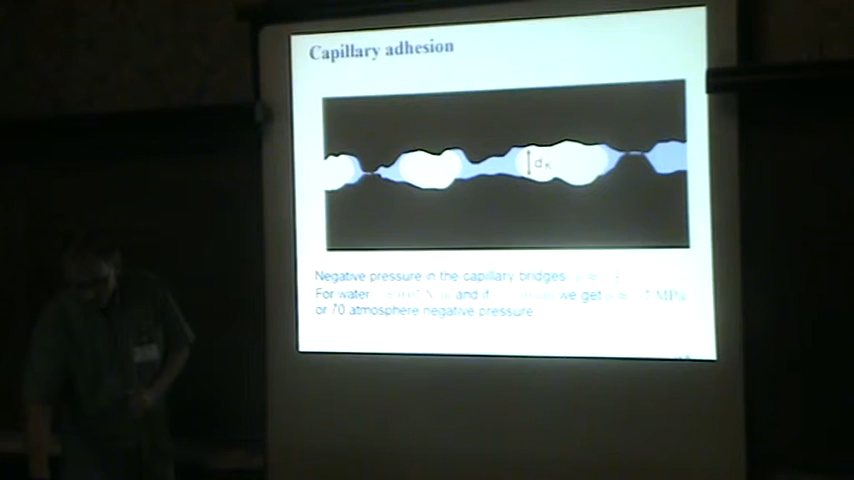 Capillary adhesion
dK
Negative pressure in the capillary bridges
For water and if we get 7 MPa
or 70 atmosphere negative pressure